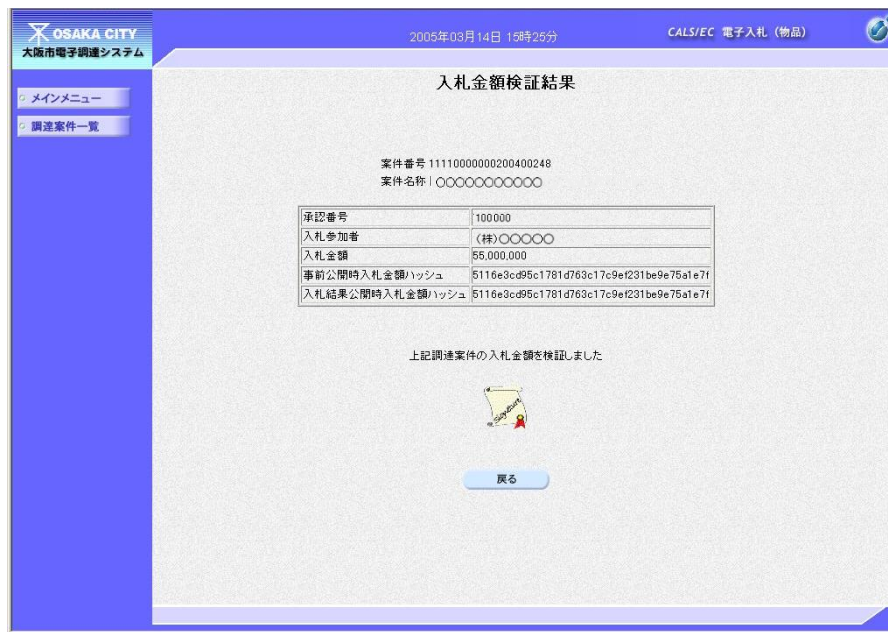 OSAKA CITY
大阪市電子調達システム
2005年03月14日 15時25分
CALS/EC 電子入札（物品）
メインメニュー
調達案件一覧
入札金額検証結果
案件番号 11110000000200400248
案件名称 | ○○○○○○○○○○○
承認番号 100000
入札参加者 (株)○○○○○
入札金額 55,000,000
事前公開時入札金額ハッシュ 5116e3cd95c1781d763c17c9ef231be9e75a1e7f
入札結果公開時入札金額ハッシュ 5116e3cd95c1781d763c17c9ef231be9e75a1e7f
上記調達案件の入札金額を検証しました
Signature
戻る